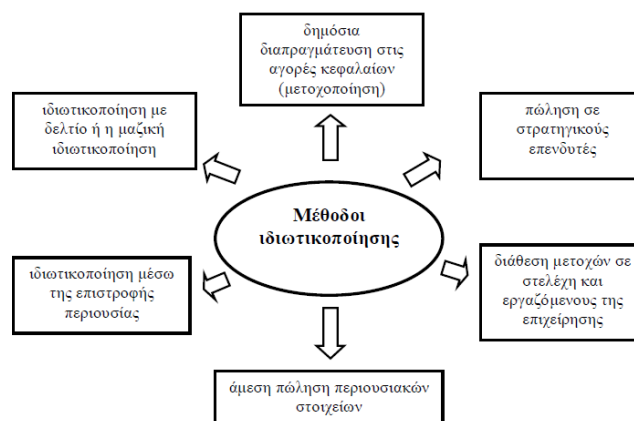 δημόσια
διαπραγμάτευση στις
αγορές κεφαλαίων
(μετοχοποίηση)
ιδιωτικοποίηση με
δελτίο ή η μαζική
ιδιωτικοποίηση
πώληση σε
στρατηγικούς
επενδυτές
Μέθοδοι
ιδιωτικοποίησης
ιδιωτικοποίηση μέσω
της επιστροφής
περιουσίας
διάθεση μετοχών σε
στελέχη και
εργαζόμενους της
επιχείρησης
άμεση πώληση περιουσιακών
στοιχείων